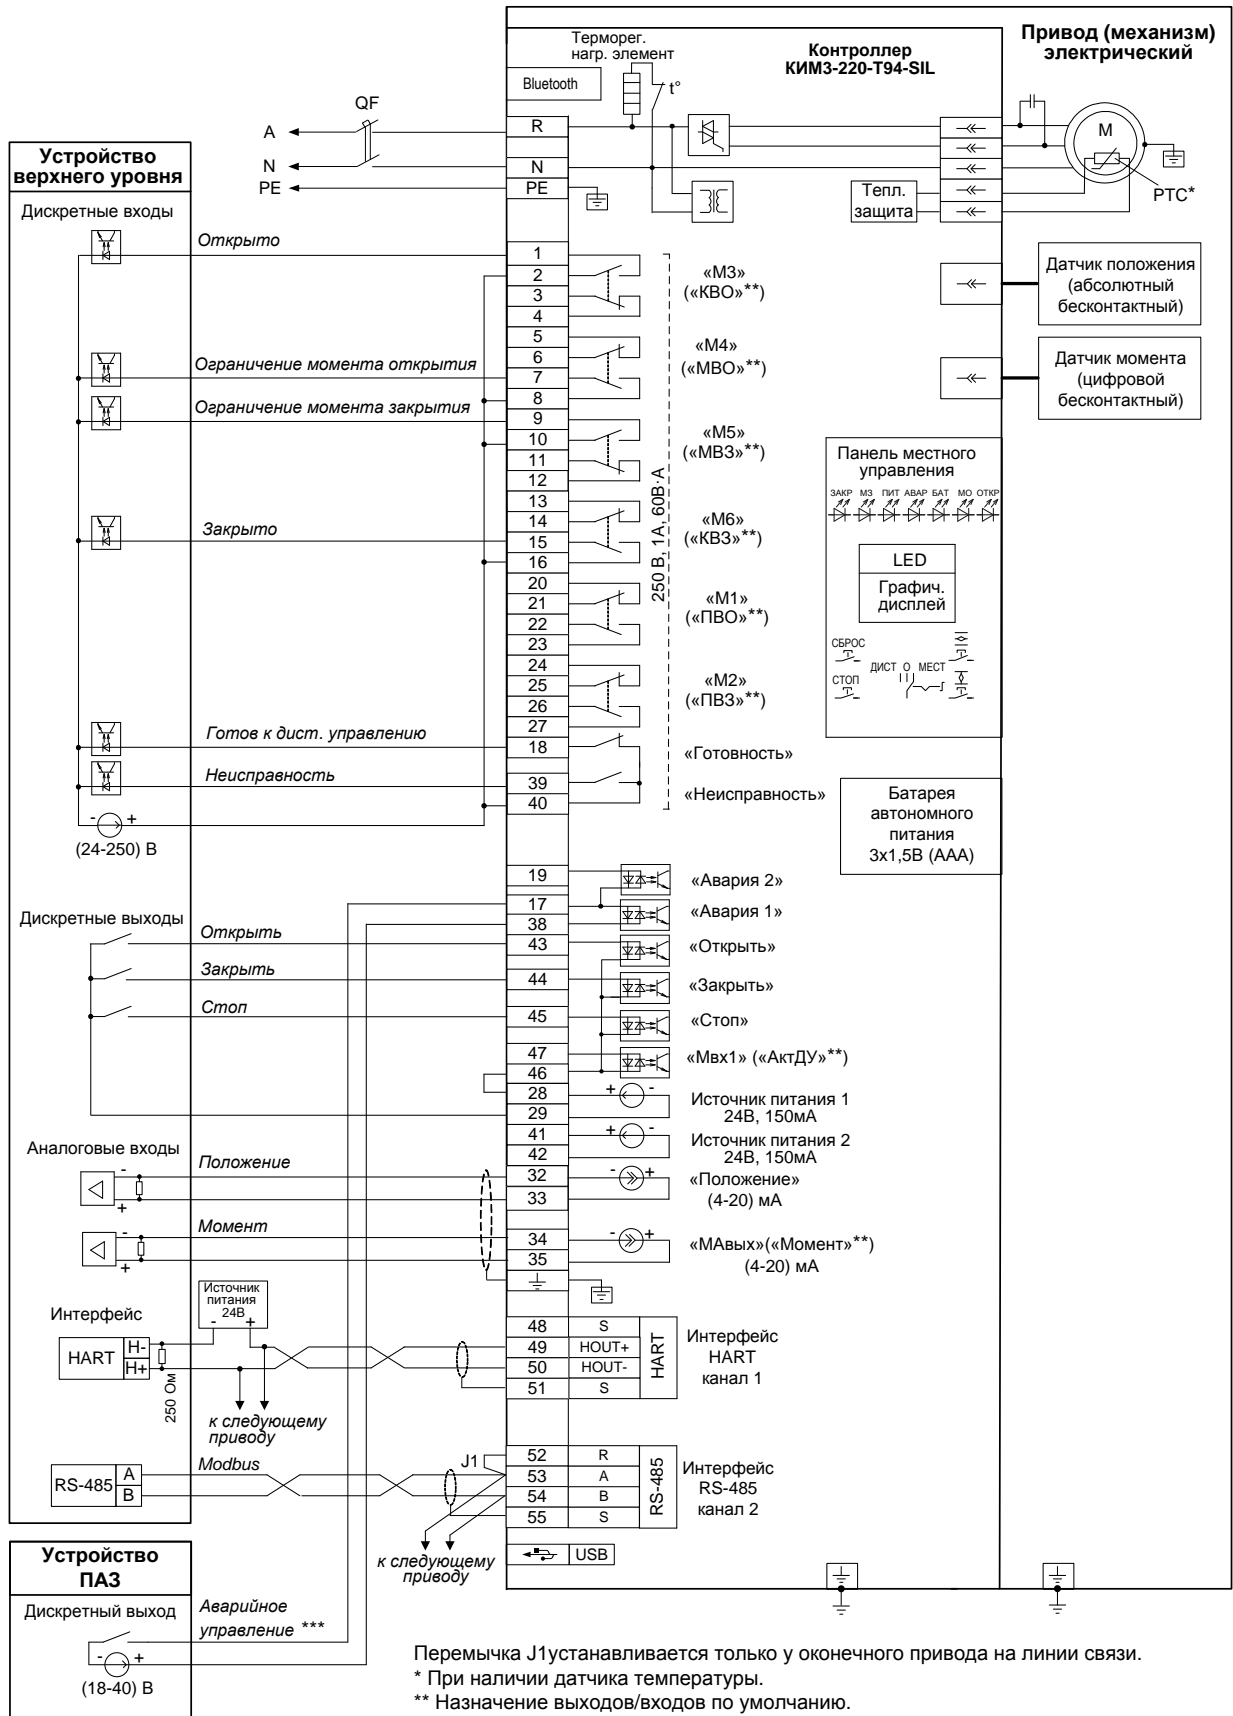 Привод (механизм)
электрический
Контроллер
КИМ3-220-Т94-SIL
Терморег.
нагр. элемент
t°
Bluetooth
QF
A
N
PE
R
N
PE
M
PTC*
Тепл.
защита
Устройство
верхнего уровня
Дискретные входы
Открыто
Ограничение момента открытия
Ограничение момента закрытия
Закрыто
Готов к дист. управлению
Неисправность
- +
(24-250) В
1
2
3
4
«М3»
(«КВО»**)
5
6
7
8
«М4»
(«МВО»**)
9
10
11
12
«М5»
(«МВЗ»**)
13
14
15
16
«М6»
(«КВЗ»**)
20
21
22
23
«М1»
(«ПВО»**)
24
25
26
27
«М2»
(«ПВЗ»**)
18
«Готовность»
39
40
«Неисправность»
250 В, 1А, 60В·А
Датчик положения
(абсолютный
бесконтактный)
Датчик момента
(цифровой
бесконтактный)
Панель местного
управления
ЗАКР МЗ ПИТ АВАР БАТ МО ОТКР
LED
Графич.
дисплей
СБРОС
СТОП
ДИСТ О МЕСТ
Батарея
автономного
питания
3х1,5В (ААА)
19
«Авария 2»
17
38
«Авария 1»
Дискретные выходы
Открыть
43
«Открыть»
Закрыть
44
«Закрыть»
Стоп
45
«Стоп»
47
46
«Мвх1» («АктДУ»**)
28
29
+ -
Источник питания 1
24В, 150мА
41
42
+ -
Источник питания 2
24В, 150мА
Аналоговые входы
Положение
- +
32
33
- +
«Положение»
(4-20) мА
Момент
- +
34
35
- +
«МАвых»(«Момент»**)
(4-20) мА
Интерфейс
Источник
питания
24В
- +
HART
H-
H+
250 Ом
к следующему
приводу
48 S
49 HOUT+
50 HOUT-
51 S
HART
Интерфейс
HART
канал 1
Modbus
RS-485
A
B
J1
52 R
53 A
54 B
55 S
RS-485
Интерфейс
RS-485
канал 2
к следующему
приводу
USB
Устройство
ПАЗ
Дискретный выход
Аварийное
управление ***
- +
(18-40) В
Перемычка J1устанавливается только у оконечного привода на линии связи.
* При наличии датчика температуры.
** Назначение выходов/входов по умолчанию.